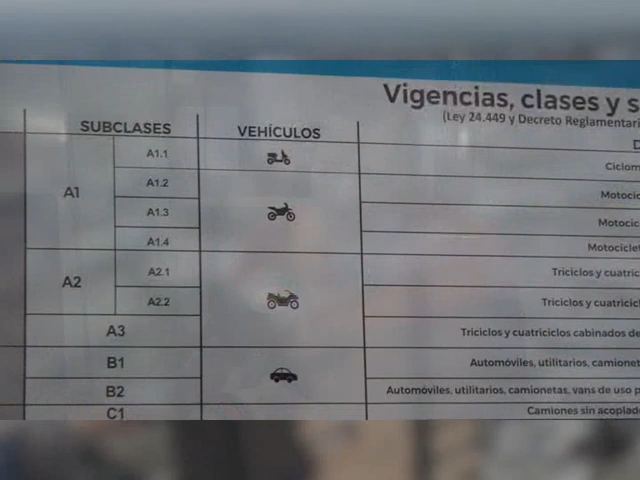 Vigencias, clases y s
(Ley 24.449 y Decreto Reglamentari
SUBCLASES VEHÍCULOS D
A1 A1.1 Ciclom
A1.2 Motocic
A1.3 Motocic
A1.4 Motociclet
A2 A2.1 Triciclos y cuatric
A2.2 Triciclos y cuatricicl
A3 Triciclos y cuatriciclos cabinados de
B1 Automóviles, utilitarios, camionet
B2 Automóviles, utilitarios, camionetas, vans de uso p
C1 Camiones sin acoplad